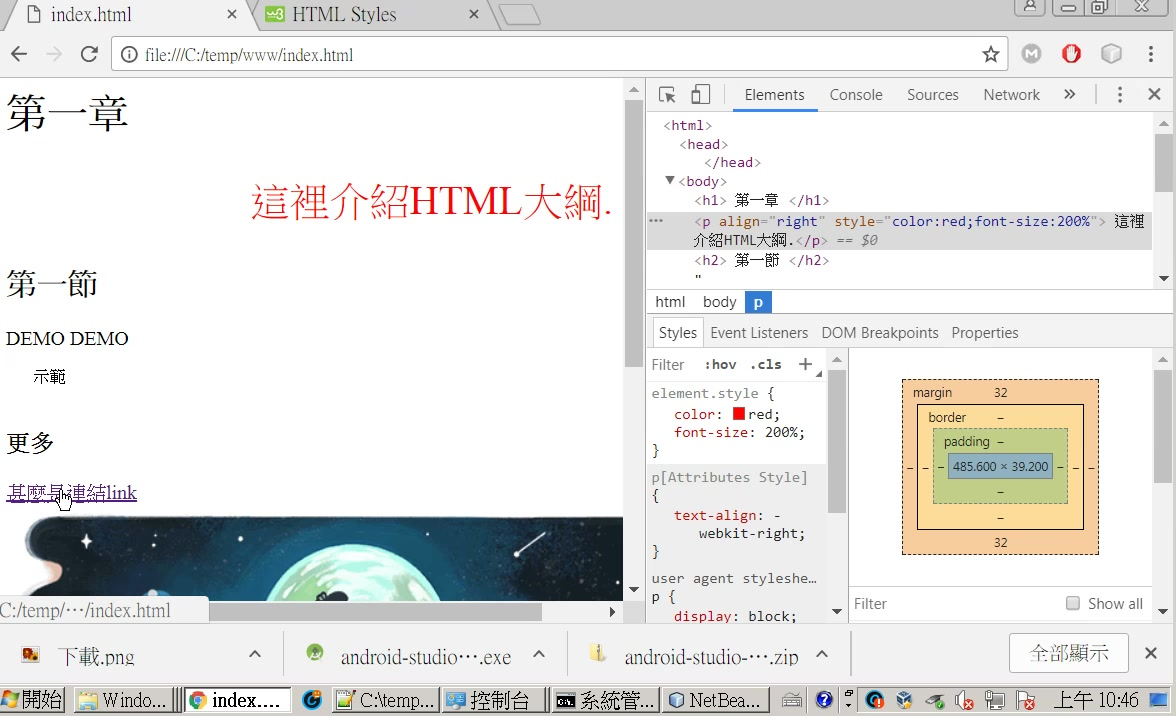 index.html
HTML Styles
file:///C:/temp/www/index.html
第一章
這裡介紹HTML大綱.
第一節
DEMO DEMO
示範
更多
甚麼是連結link
C:/temp/…/index.html
Elements Console Sources Network »
<html>
<head>
</head>
<body>
<h1> 第一章 </h1>
<p align="right" style="color:red;font-size:200%"> 這裡
介紹HTML大綱.</p> == $0
<h2> 第一節 </h2>
"
html body p
Styles Event Listeners DOM Breakpoints Properties
Filter :hov .cls +
element.style {
color: red;
font-size: 200%;
}
p[Attributes Style]
{
text-align: -
webkit-right;
}
user agent styleshe…
p {
display: block;
margin 32
border –
padding –
– – – 485.600 × 39.200 – – –
–
–
32
Filter Show all
下載.png
android-studio-….exe
android-studio-….zip
全部顯示
開始
Windo...
index....
C:\temp...
控制台
系統管...
NetBea...
上午 10:46